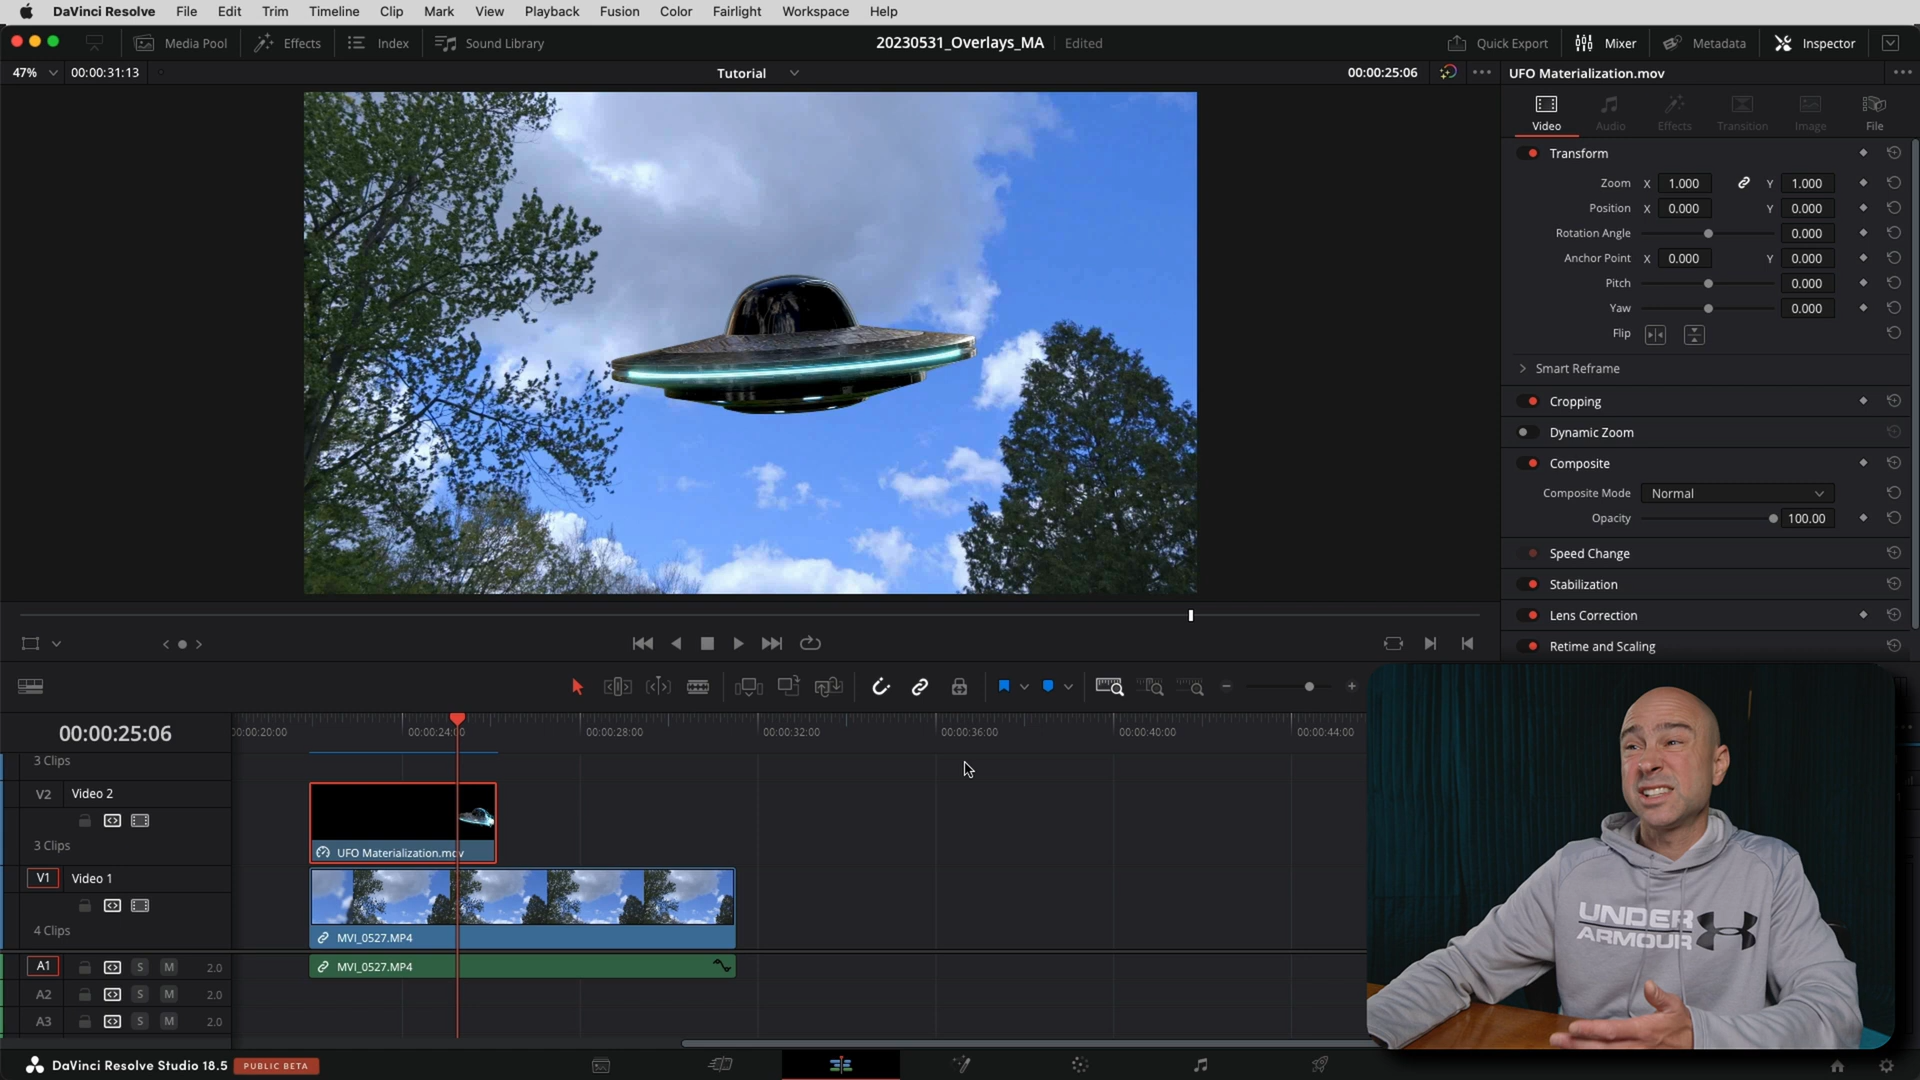 DaVinci Resolve File Edit Trim Timeline Clip Mark View Playback Fusion Color Fairlight Workspace Help
Media Pool Effects Index Sound Library 20230531_Overlays_MA Edited Quick Export Mixer Metadata Inspector
47% 00:00:31:13 Tutorial 00:00:25:06 UFO Materialization.mov
Video Audio Effects Transition Image File
Transform
Zoom X 1.000 Y 1.000
Position X 0.000 Y 0.000
Rotation Angle 0.000
Anchor Point X 0.000 Y 0.000
Pitch 0.000
Yaw 0.000
Flip
Smart Reframe
Cropping
Dynamic Zoom
Composite
Composite Mode Normal
Opacity 100.00
Speed Change
Stabilization
Lens Correction
Retime and Scaling
00:00:25:06 00:00:20:00 00:00:24:00 00:00:28:00 00:00:32:00 00:00:36:00 00:00:40:00 00:00:44:00
3 Clips
V2 Video 2
3 Clips
UFO Materialization.mov
V1 Video 1
4 Clips
MVI_0527.MP4
A1 S M 2.0 MVI_0527.MP4
A2 S M 2.0
A3 S M 2.0
UNDER
ARMOUR
DaVinci Resolve Studio 18.5 PUBLIC BETA